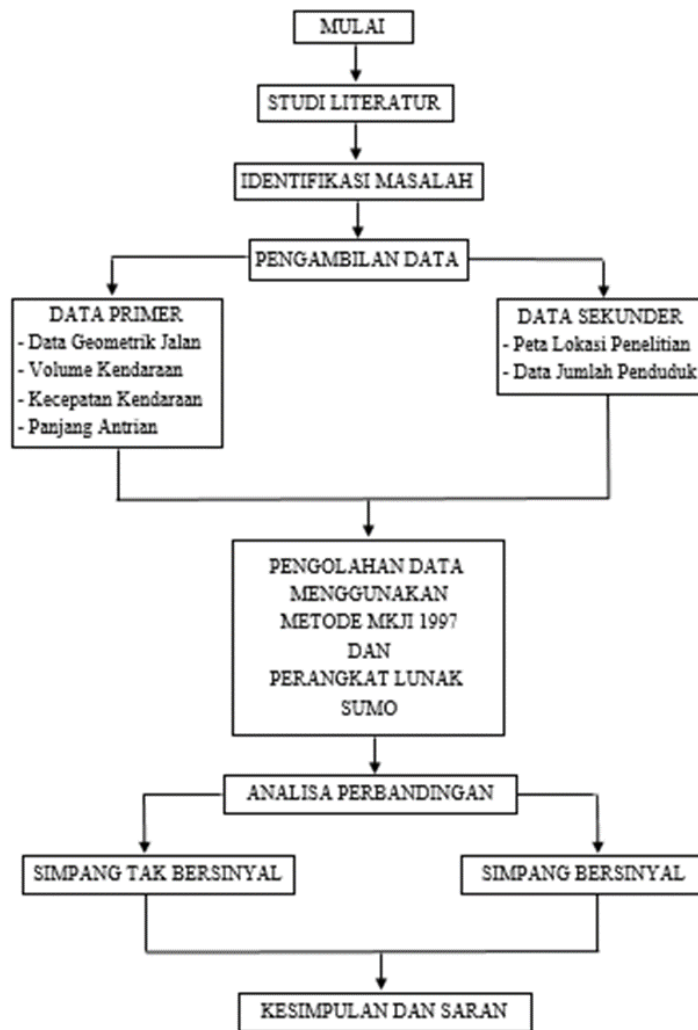 MULAI
STUDI LITERATUR
IDENTIFIKASI MASALAH
PENGAMBILAN DATA
DATA PRIMER
- Data Geometrik Jalan
- Volume Kendaraan
- Kecepatan Kendaraan
- Panjang Antrian
DATA SEKUNDER
- Peta Lokasi Penelitian
- Data Jumlah Penduduk
PENGOLAHAN DATA
MENGGUNAKAN
METODE MKJI 1997
DAN
PERANGKAT LUNAK
SUMO
ANALISA PERBANDINGAN
SIMPANG TAK BERSINYAL
SIMPANG BERSINYAL
KESIMPULAN DAN SARAN